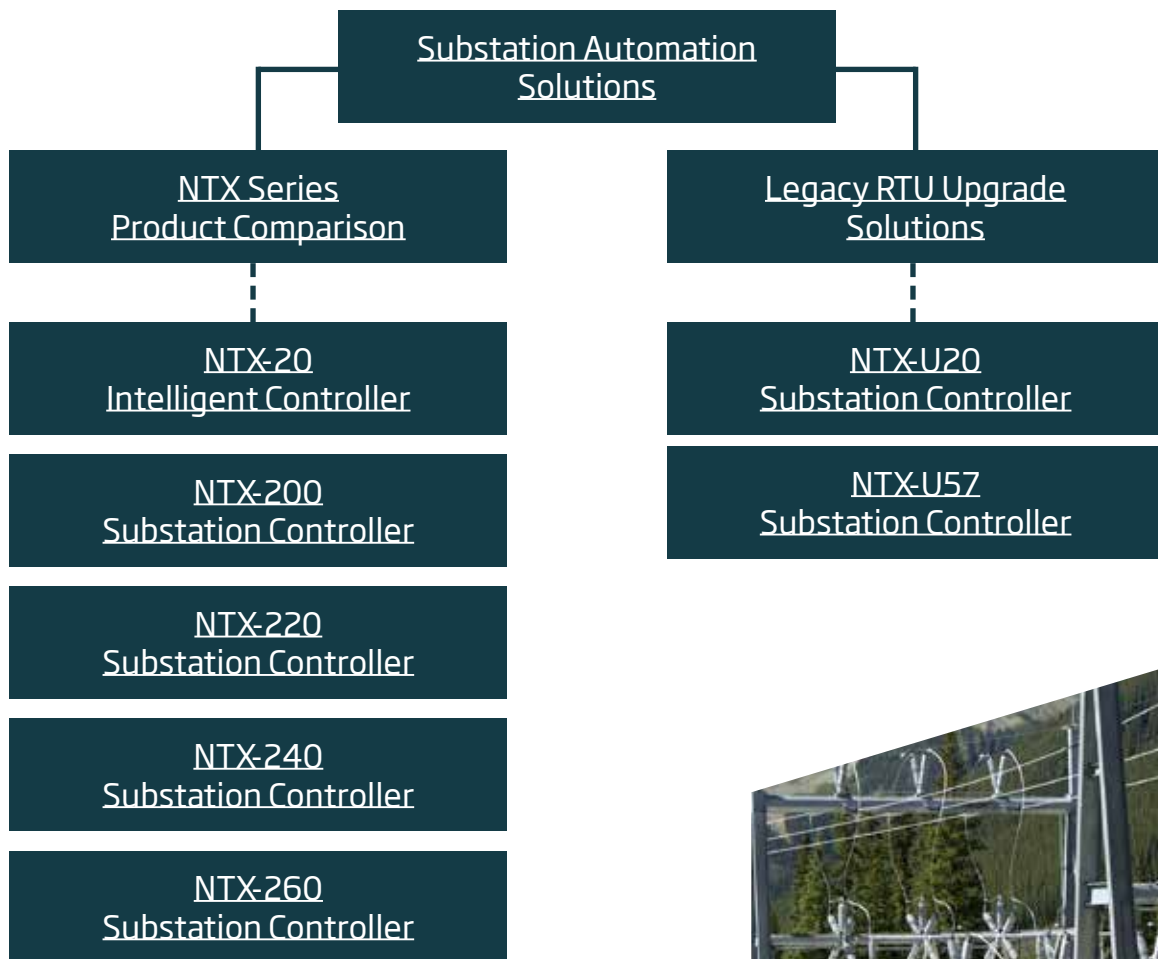 Substation Automation
Solutions
NTX Series
Product Comparison
Legacy RTU Upgrade
Solutions
NTX-20
Intelligent Controller
NTX-200
Substation Controller
NTX-220
Substation Controller
NTX-240
Substation Controller
NTX-260
Substation Controller
NTX-U20
Substation Controller
NTX-U57
Substation Controller